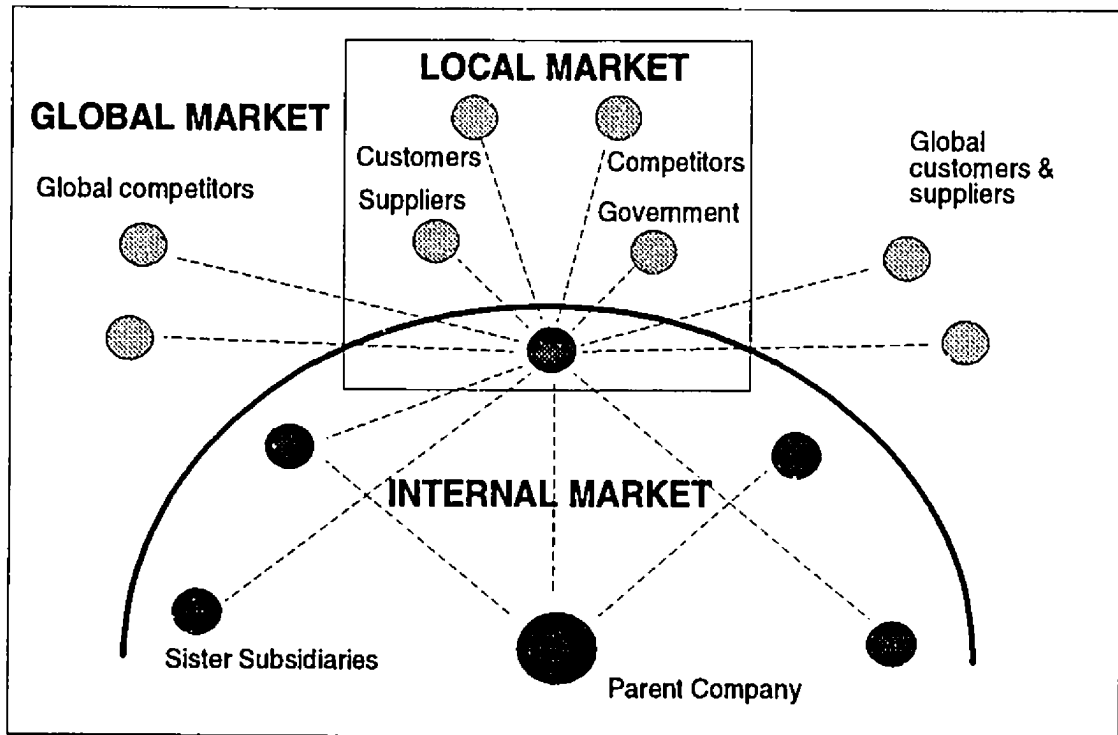 LOCAL MARKET
GLOBAL MARKET
Customers
Competitors
Global
customers &
suppliers
Global competitors
Suppliers
Government
INTERNAL MARKET
Sister Subsidiaries
Parent Company